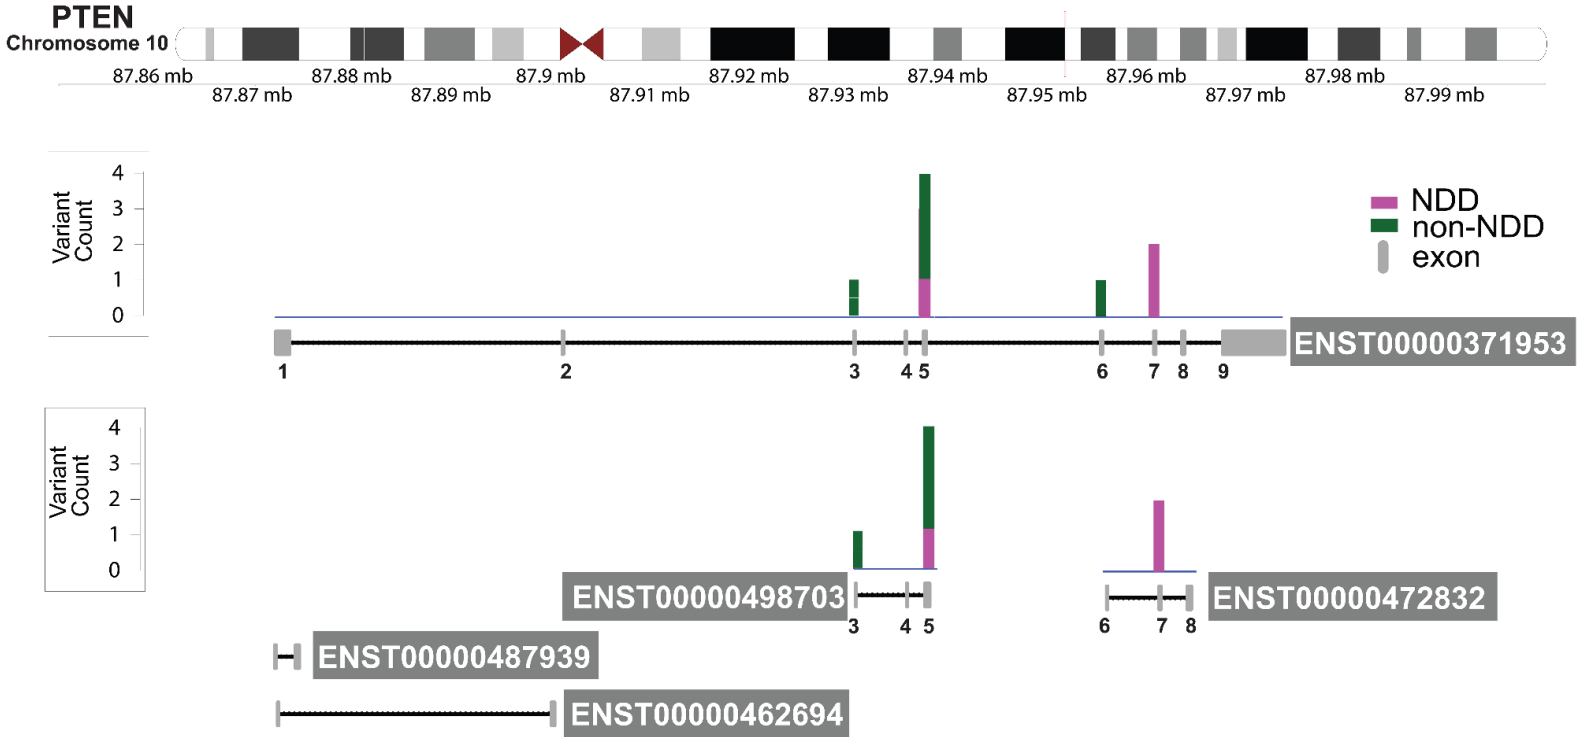 PTEN
Chromosome 10
87.86 mb 87.88 mb 87.9 mb 87.92 mb 87.94 mb 87.96 mb 87.98 mb
87.87 mb 87.89 mb 87.91 mb 87.93 mb 87.95 mb 87.97 mb 87.99 mb
Variant
Count
4
3
2
1
0
NDD
non-NDD
exon
ENST00000371953
1 2 3 4 5 6 7 8 9
Variant
Count
4
3
2
1
0
ENST00000498703
3 4 5
ENST00000472832
6 7 8
ENST00000487939
ENST00000462694